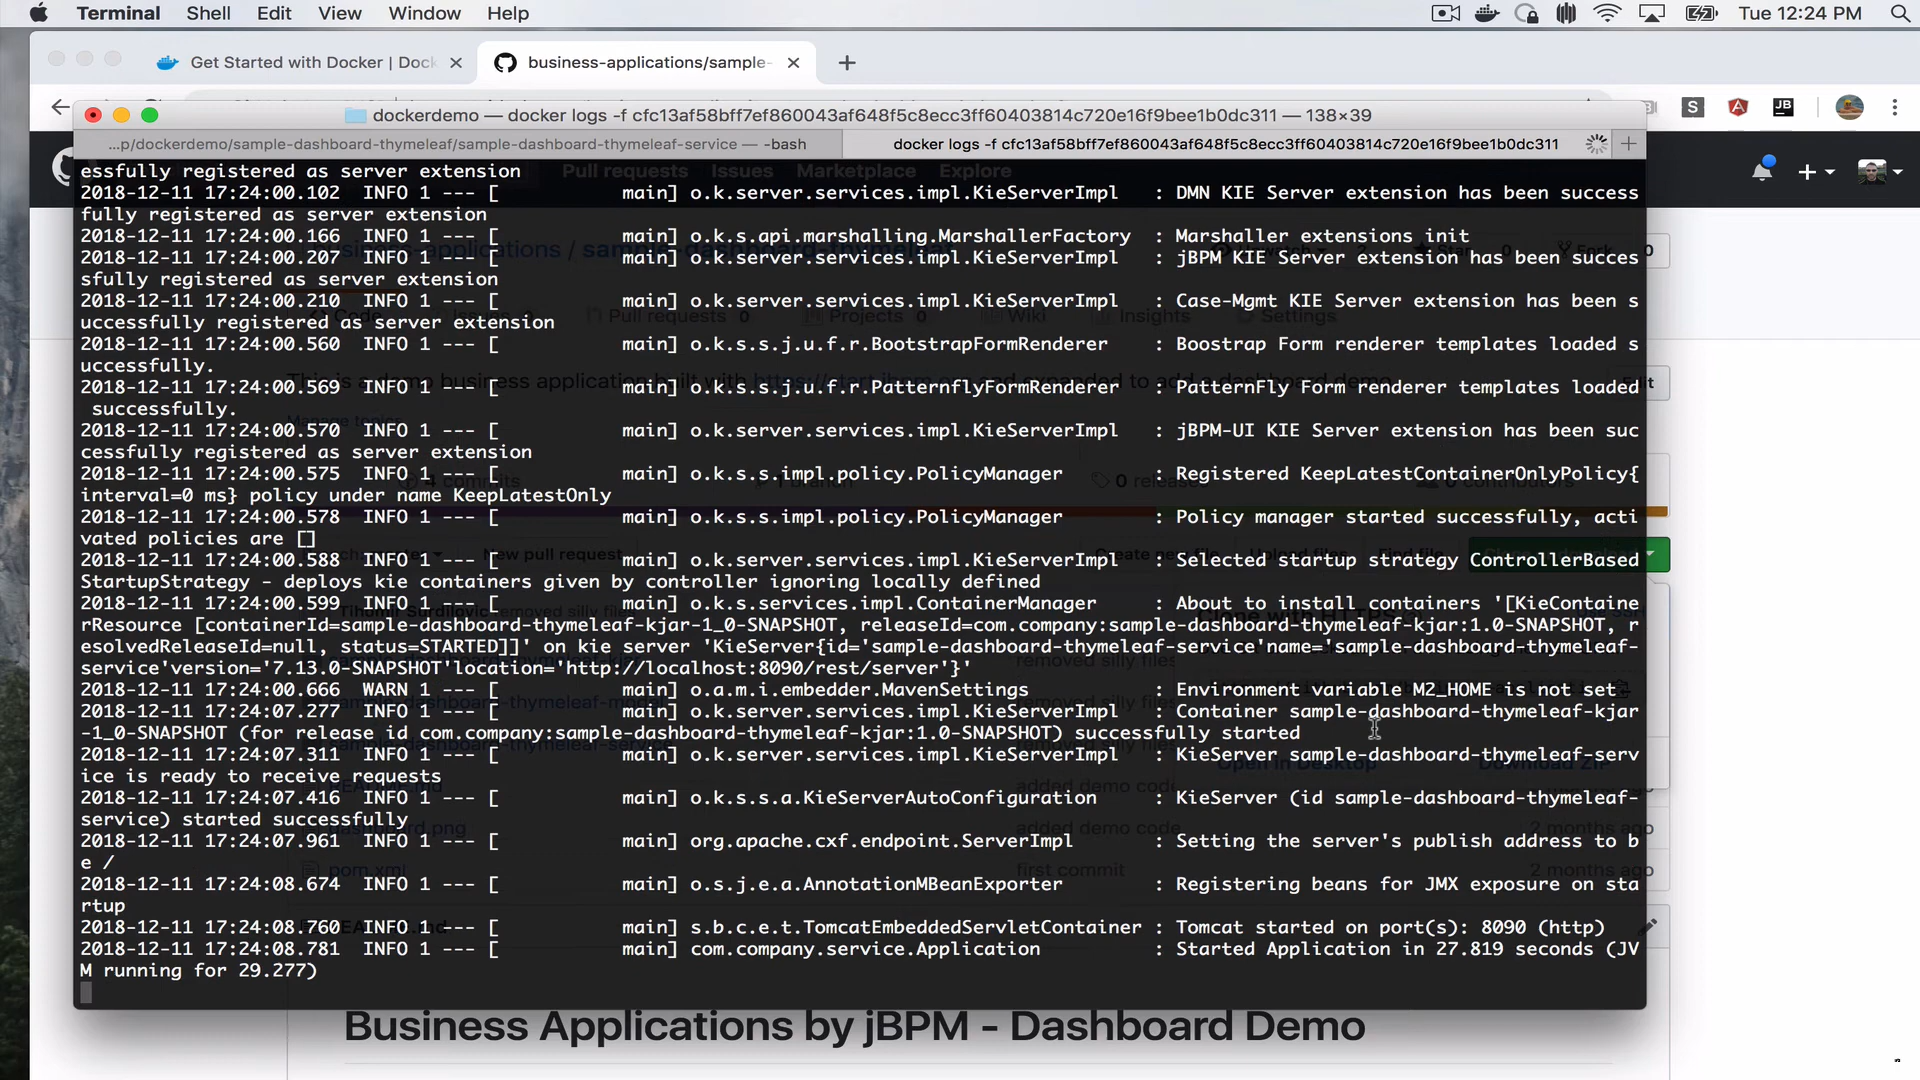 Terminal Shell Edit View Window Help Tue 12:24 PM
Get Started with Docker | Dock business-applications/sample-
dockerdemo — docker logs -f cfc13af58bff7ef860043af648f5c8ecc3ff60403814c720e16f9bee1b0dc311 — 138×39
...p/dockerdemo/sample-dashboard-thymeleaf/sample-dashboard-thymeleaf-service — -bash docker logs -f cfc13af58bff7ef860043af648f5c8ecc3ff60403814c720e16f9bee1b0dc311
Pull requests Issues Marketplace Explore
essfully registered as server extension
2018-12-11 17:24:00.102 INFO 1 --- [ main] o.k.server.services.impl.KieServerImpl : DMN KIE Server extension has been success
fully registered as server extension
2018-12-11 17:24:00.166 INFO 1 --- [ main] o.k.s.api.marshalling.MarshallerFactory : Marshaller extensions init
2018-12-11 17:24:00.207 INFO 1 --- [ main] o.k.server.services.impl.KieServerImpl : jBPM KIE Server extension has been succes
sfully registered as server extension
2018-12-11 17:24:00.210 INFO 1 --- [ main] o.k.server.services.impl.KieServerImpl : Case-Mgmt KIE Server extension has been s
uccessfully registered as server extension
2018-12-11 17:24:00.560 INFO 1 --- [ main] o.k.s.s.j.u.f.r.BootstrapFormRenderer : Boostrap Form renderer templates loaded s
uccessfully.
2018-12-11 17:24:00.569 INFO 1 --- [ main] o.k.s.s.j.u.f.r.PatternflyFormRenderer : Patternfly Form renderer templates loaded
successfully.
2018-12-11 17:24:00.570 INFO 1 --- [ main] o.k.server.services.impl.KieServerImpl : jBPM-UI KIE Server extension has been suc
cessfully registered as server extension
2018-12-11 17:24:00.575 INFO 1 --- [ main] o.k.s.s.impl.policy.PolicyManager : Registered KeepLatestContainerOnlyPolicy{
interval=0 ms} policy under name KeepLatestOnly
2018-12-11 17:24:00.578 INFO 1 --- [ main] o.k.s.s.impl.policy.PolicyManager : Policy manager started successfully, acti
vated policies are []
2018-12-11 17:24:00.588 INFO 1 --- [ main] o.k.server.services.impl.KieServerImpl : Selected startup strategy ControllerBased
StartupStrategy - deploys kie containers given by controller ignoring locally defined
2018-12-11 17:24:00.599 INFO 1 --- [ main] o.k.s.services.impl.ContainerManager : About to install containers '[KieContaine
rResource [containerId=sample-dashboard-thymeleaf-kjar-1_0-SNAPSHOT, releaseId=com.company:sample-dashboard-thymeleaf-kjar:1.0-SNAPSHOT, r
esolvedReleaseId=null, status=STARTED]]' on kie server 'KieServer{id='sample-dashboard-thymeleaf-service'name='sample-dashboard-thymeleaf-
service'version='7.13.0-SNAPSHOT'location='http://localhost:8090/rest/server'}'
2018-12-11 17:24:00.666 WARN 1 --- [ main] o.a.m.i.embedder.MavenSettings : Environment variable M2_HOME is not set
2018-12-11 17:24:07.277 INFO 1 --- [ main] o.k.server.services.impl.KieServerImpl : Container sample-dashboard-thymeleaf-kjar
-1_0-SNAPSHOT (for release id com.company:sample-dashboard-thymeleaf-kjar:1.0-SNAPSHOT) successfully started
2018-12-11 17:24:07.311 INFO 1 --- [ main] o.k.server.services.impl.KieServerImpl : KieServer sample-dashboard-thymeleaf-serv
ice is ready to receive requests
2018-12-11 17:24:07.416 INFO 1 --- [ main] o.k.s.s.a.KieServerAutoConfiguration : KieServer (id sample-dashboard-thymeleaf-
service) started successfully
2018-12-11 17:24:07.961 INFO 1 --- [ main] org.apache.cxf.endpoint.ServerImpl : Setting the server's publish address to b
e /
2018-12-11 17:24:08.674 INFO 1 --- [ main] o.s.j.e.a.AnnotationMBeanExporter : Registering beans for JMX exposure on sta
rtup
2018-12-11 17:24:08.760 INFO 1 --- [ main] s.b.c.e.t.TomcatEmbeddedServletContainer : Tomcat started on port(s): 8090 (http)
2018-12-11 17:24:08.781 INFO 1 --- [ main] com.company.service.Application : Started Application in 27.819 seconds (JV
M running for 29.277)
Business Applications by jBPM - Dashboard Demo